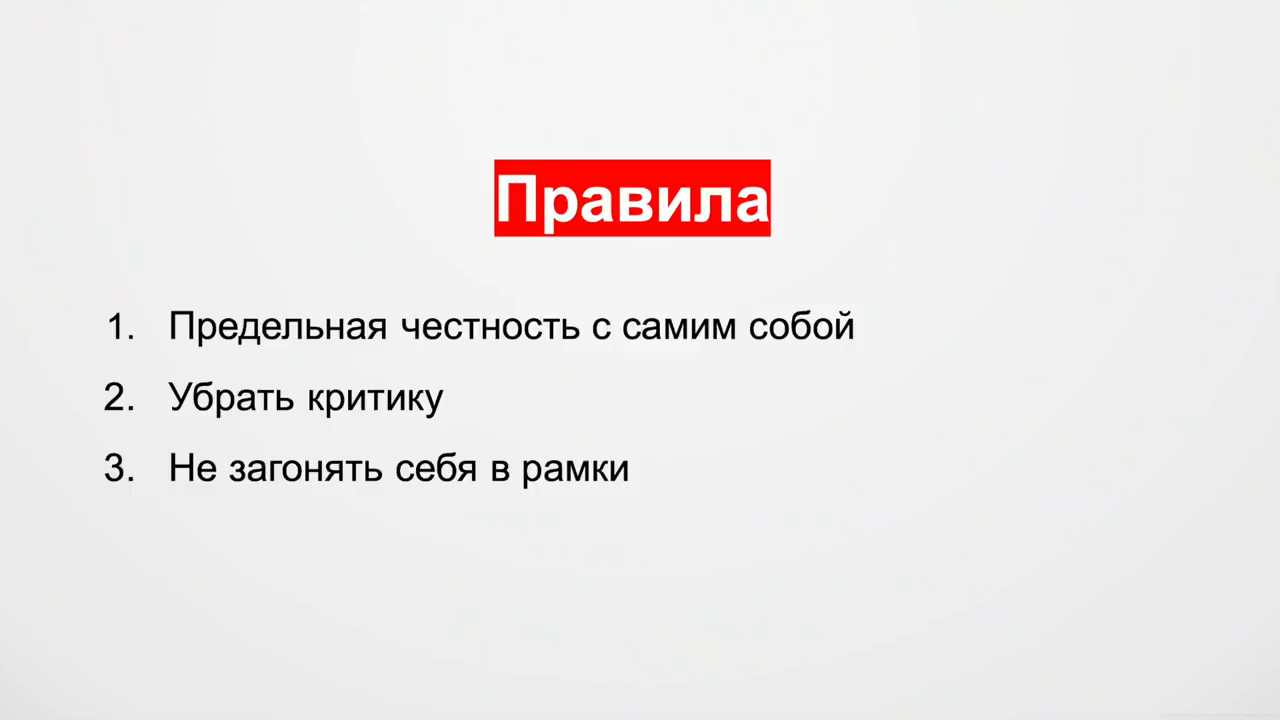 Правила
1. Предельная честность с самим собой
2. Убрать критику
3. Не загонять себя в рамки